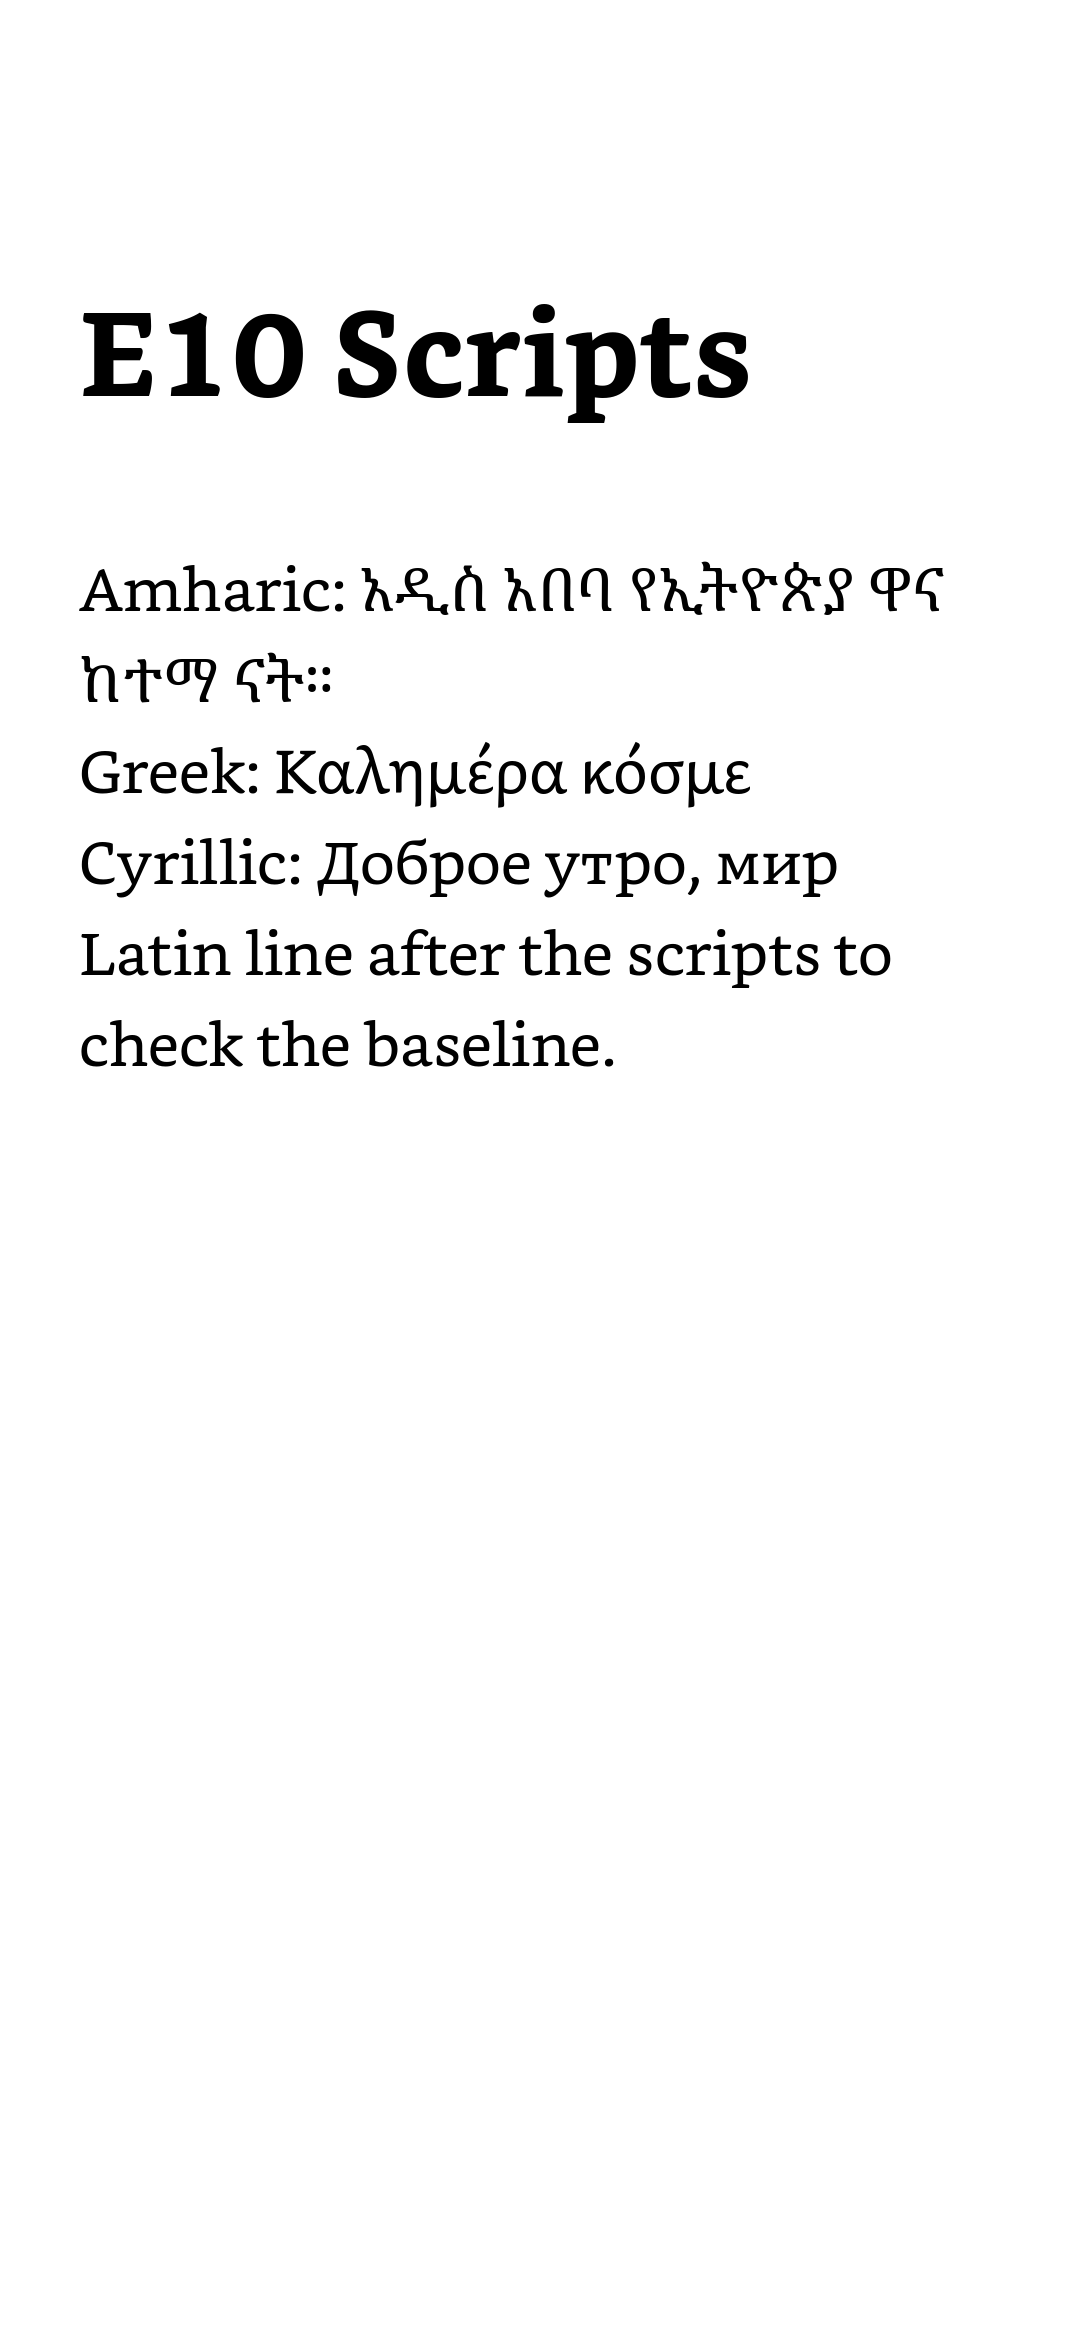 E10 Scripts
Amharic: አዲስ አበባ የኢትዮጵያ ዋና
ከተማ ናት።
Greek: Καλημέρα κόσμε
Cyrillic: Доброе утро, мир
Latin line after the scripts to
check the baseline.